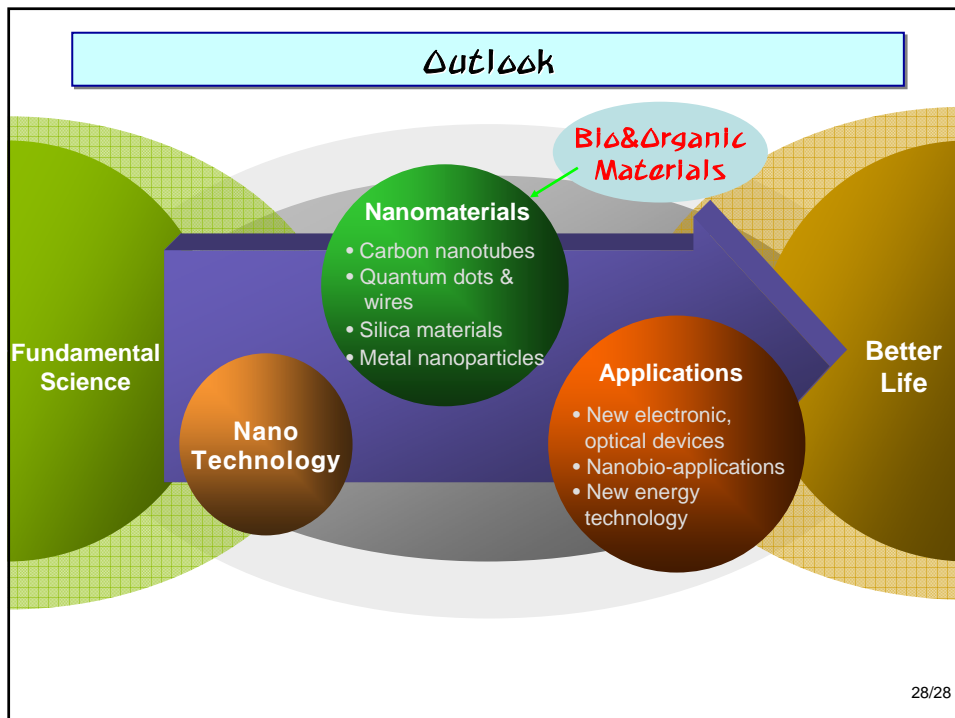 Outlook
Bio&Organic
Materials
Nanomaterials
• Carbon nanotubes
• Quantum dots &
wires
• Silica materials
• Metal nanoparticles
Fundamental
Science
Nano
Technology
Applications
• New electronic,
optical devices
• Nanobio-applications
• New energy
technology
Better
Life
28/28